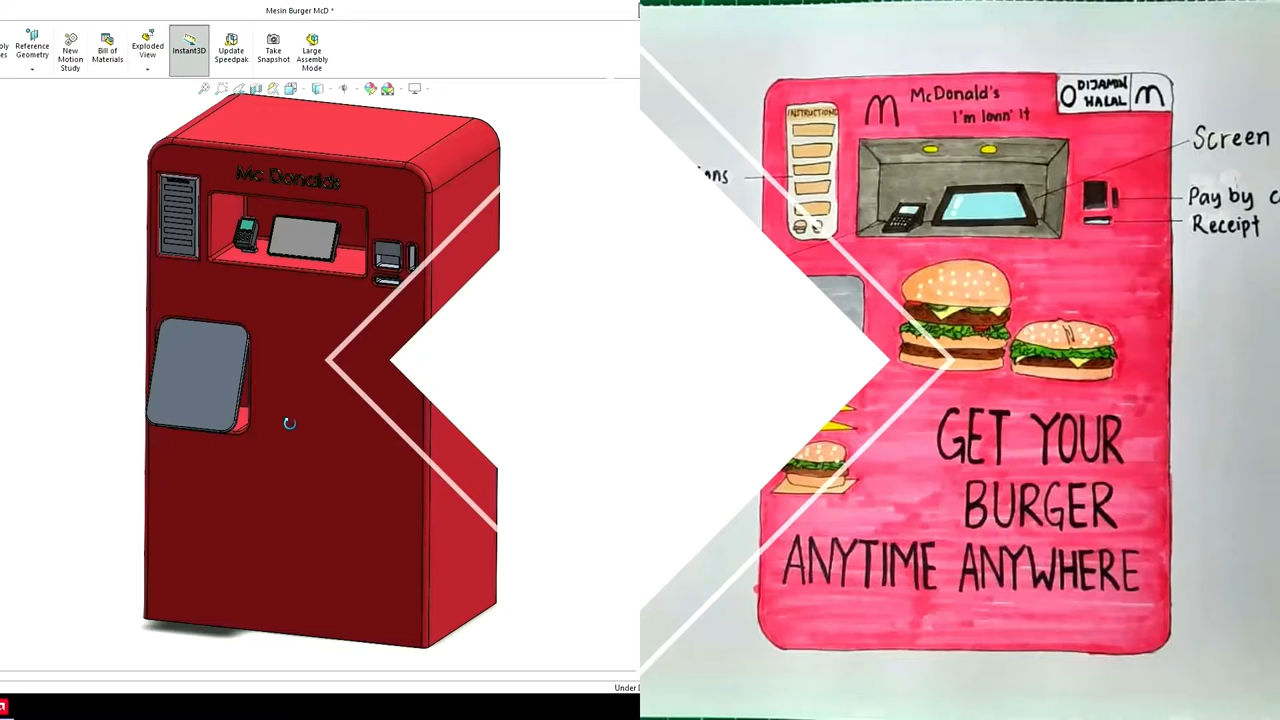 Mesin Burger McD *
Reference
Geometry
New
Motion
Study
Bill of
Materials
Exploded
View
Instant3D
Update
Speedpak
Take
Snapshot
Large
Assembly
Mode
Mc Donalds
Under
INSTRUCTIONS
McDonald's
I'm lovin' it
DIJAMIN
HALAL
Screen
Pay by
Receipt
GET YOUR
BURGER
ANYTIME ANYWHERE